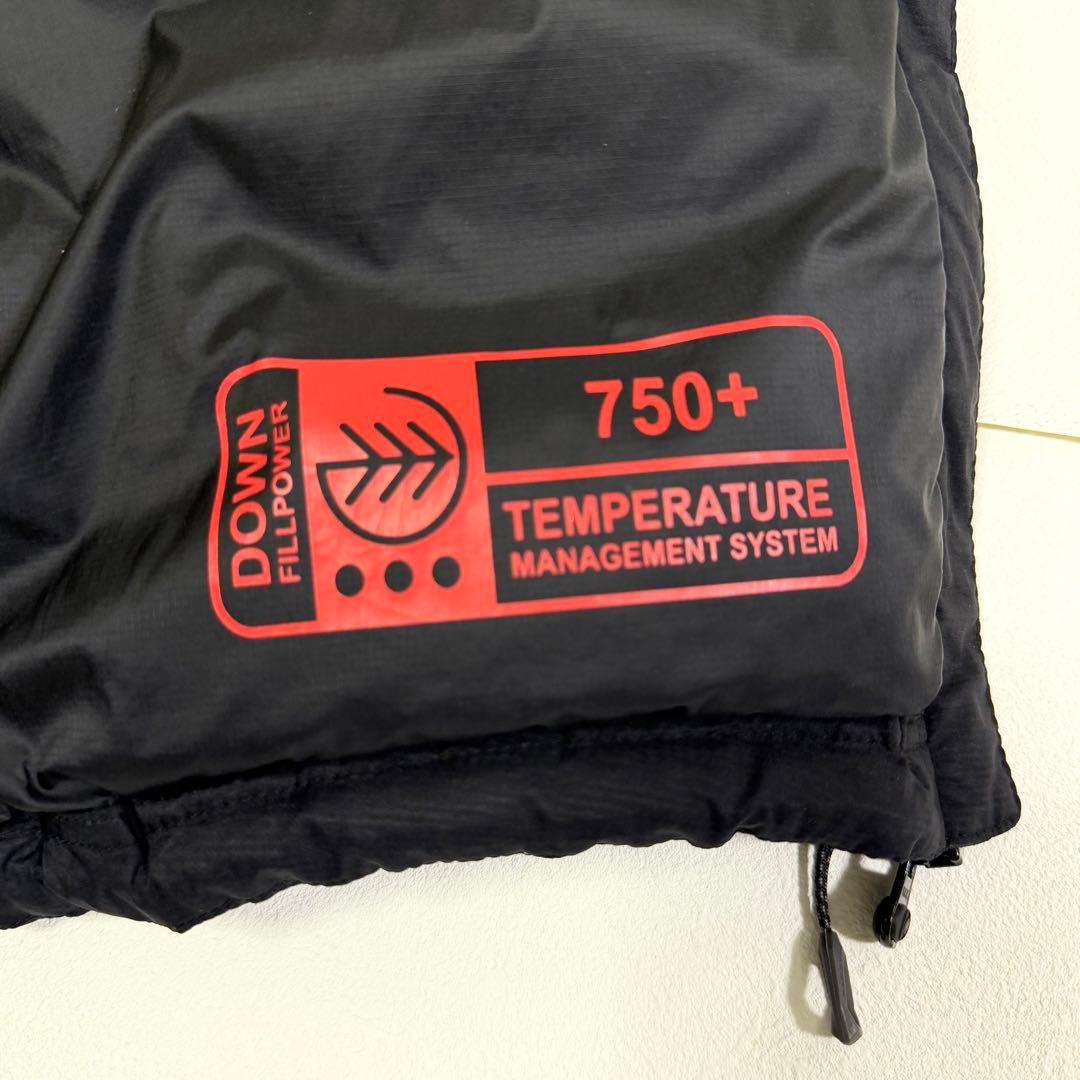 DOWN
FILLPOWER
750+
TEMPERATURE
MANAGEMENT SYSTEM